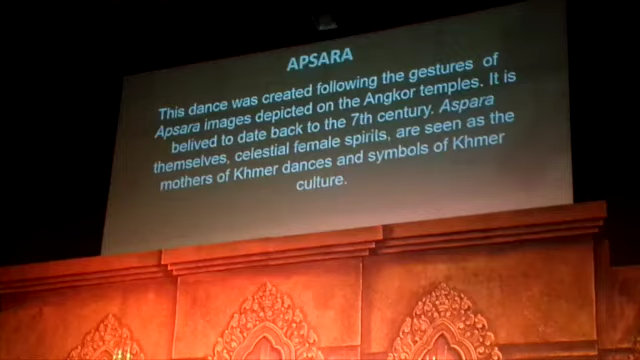 APSARA
This dance was created following the gestures of
Apsara images depicted on the Angkor temples. It is
belived to date back to the 7th century. Aspara
themselves, celestial female spirits, are seen as the
mothers of Khmer dances and symbols of Khmer
culture.